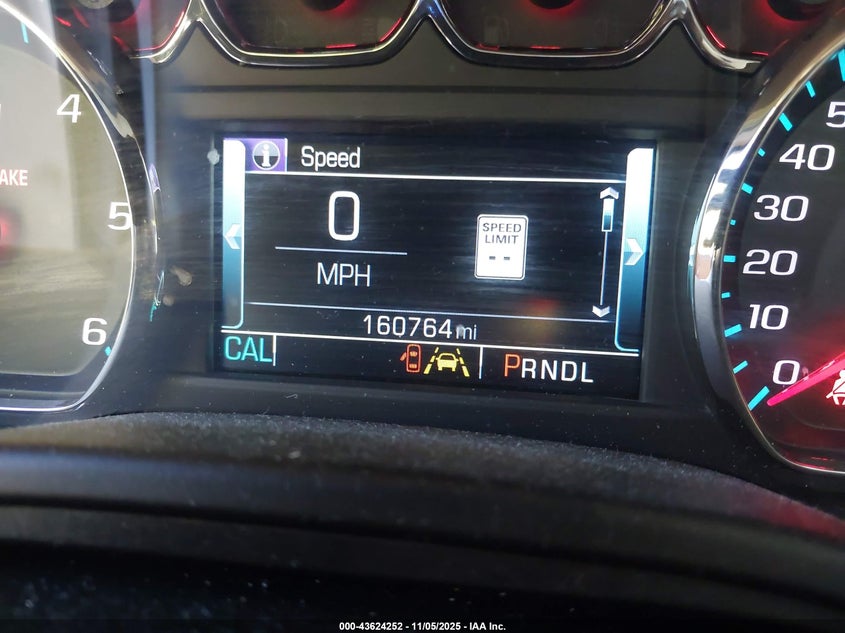 4
AKE
5
6
Speed
0
MPH
SPEED
LIMIT
--
160764 mi
CAL
PRNDL
5
40
30
20
10
0
000-43624252 - 11/05/2025 - IAA Inc.